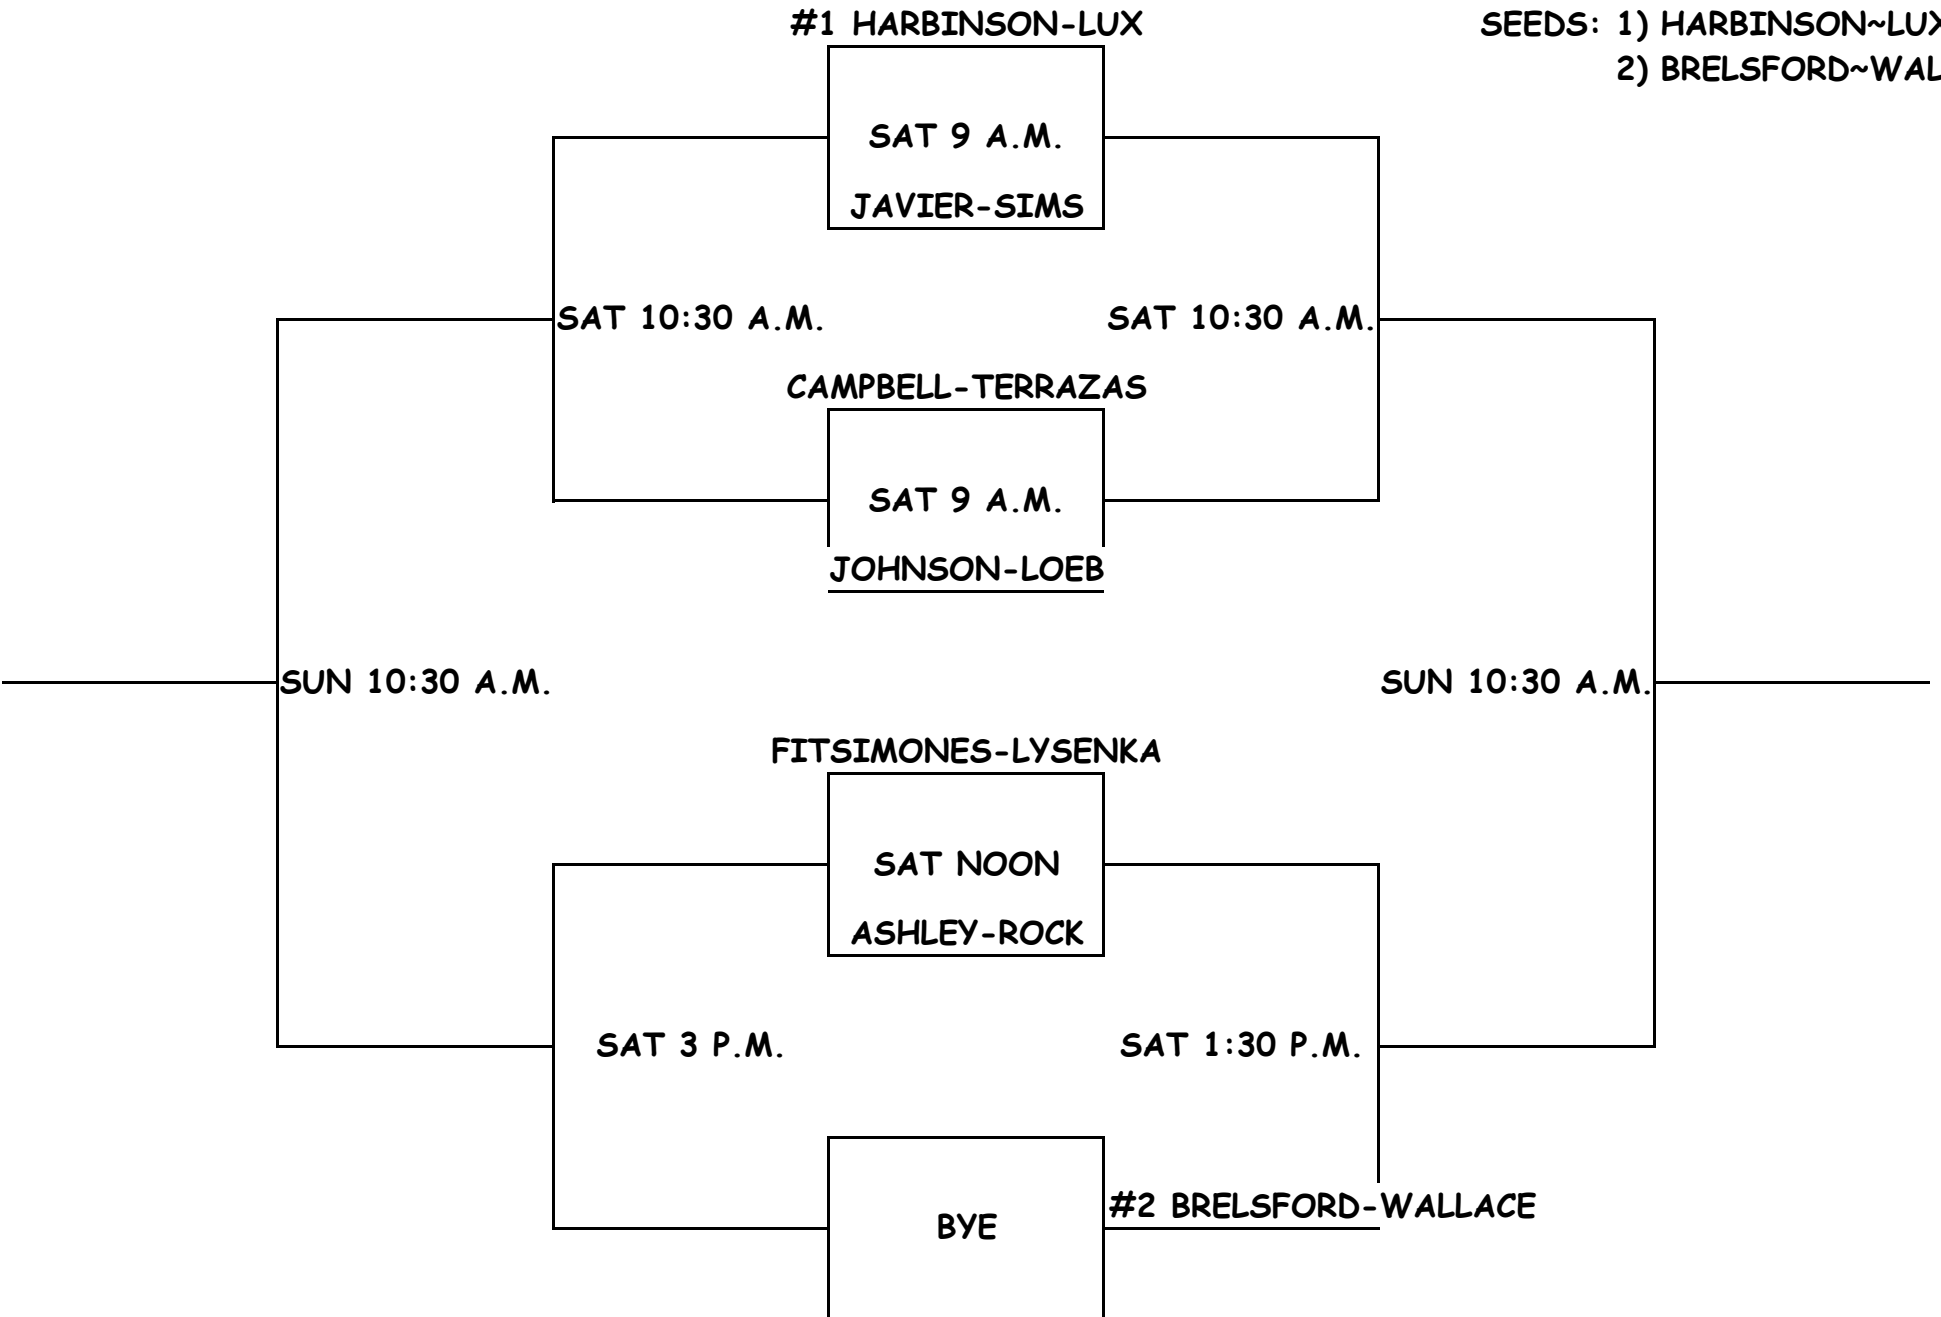 #1 HARBINSON-LUX
SEEDS: 1) HARBINSON~LUX
2) BRELSFORD~WAL
SAT 9 A.M.
JAVIER-SIMS
SAT 10:30 A.M.
SAT 10:30 A.M.
CAMPBELL-TERRAZAS
SAT 9 A.M.
JOHNSON-LOEB
SUN 10:30 A.M.
SUN 10:30 A.M.
FITSIMONES-LYSENKA
SAT NOON
ASHLEY-ROCK
SAT 3 P.M.
SAT 1:30 P.M.
#2 BRELSFORD-WALLACE
BYE